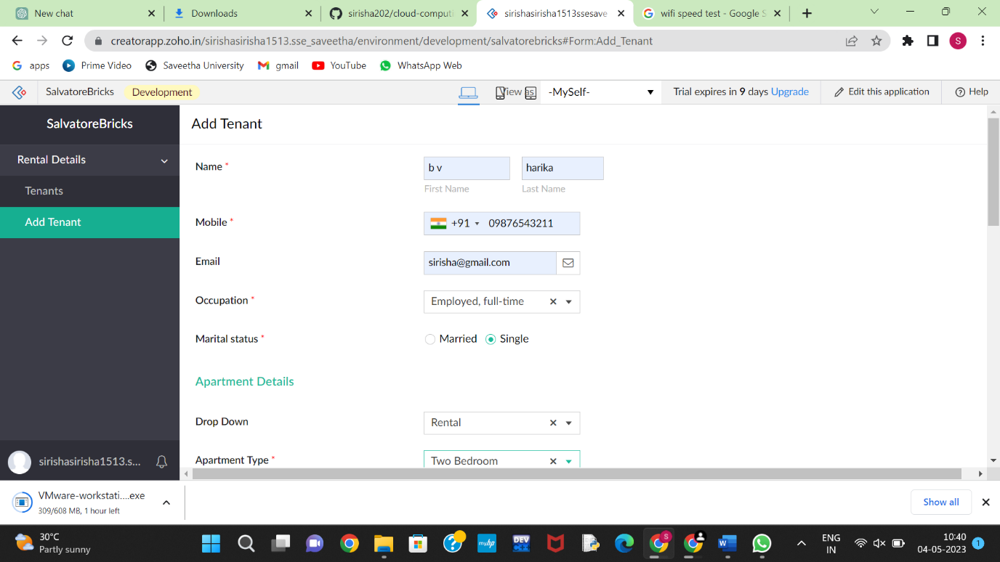 New chat
Downloads
sirisha202/cloud-computi
sirishasirisha1513ssesave
wifi speed test - Google S
creatorapp.zoho.in/sirishasirisha1513.sse_saveetha/environment/development/salvatorebricks#Form:Add_Tenant
S
apps
Prime Video
Saveetha University
gmail
YouTube
WhatsApp Web
SalvatoreBricks
Development
View as
-MySelf-
Trial expires in 9 days Upgrade
Edit this application
Help
SalvatoreBricks
Rental Details
Tenants
Add Tenant
sirishasirisha1513.s...
Add Tenant
Name *
b v
harika
First Name
Last Name
Mobile *
+91
09876543211
Email
sirisha@gmail.com
Occupation *
Employed, full-time
Marital status *
Married
Single
Apartment Details
Drop Down
Rental
Apartment Type *
Two Bedroom
VMware-workstati....exe
309/608 MB, 1 hour left
Show all
30°C
Partly sunny
myhp
DEV
C++
S
W
ENG
IN
10:40
04-05-2023
1